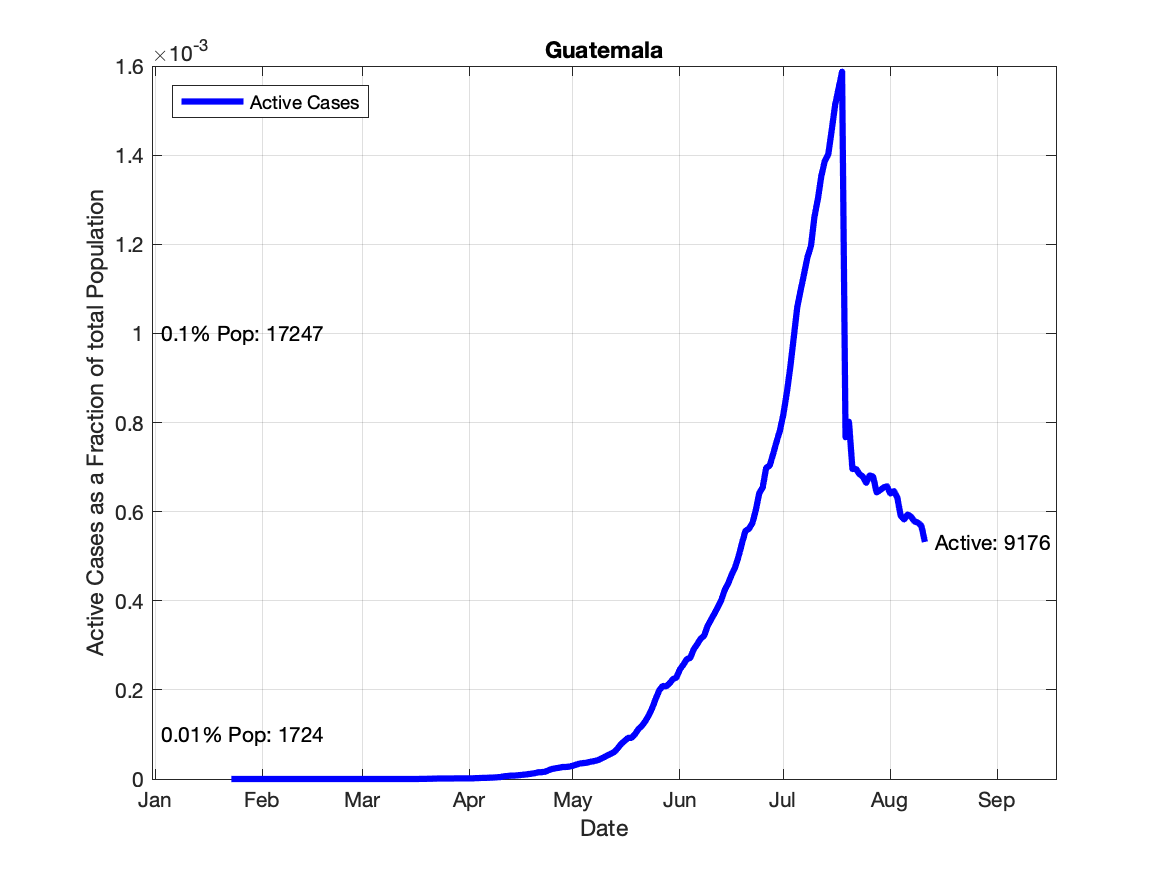 Guatemala
×10-3
1.6
1.4
1.2
1
0.8
0.6
0.4
0.2
0
Active Cases as a Fraction of total Population
Active Cases
0.1% Pop: 17247
0.01% Pop: 1724
Active: 9176
Jan Feb Mar Apr May Jun Jul Aug Sep
Date